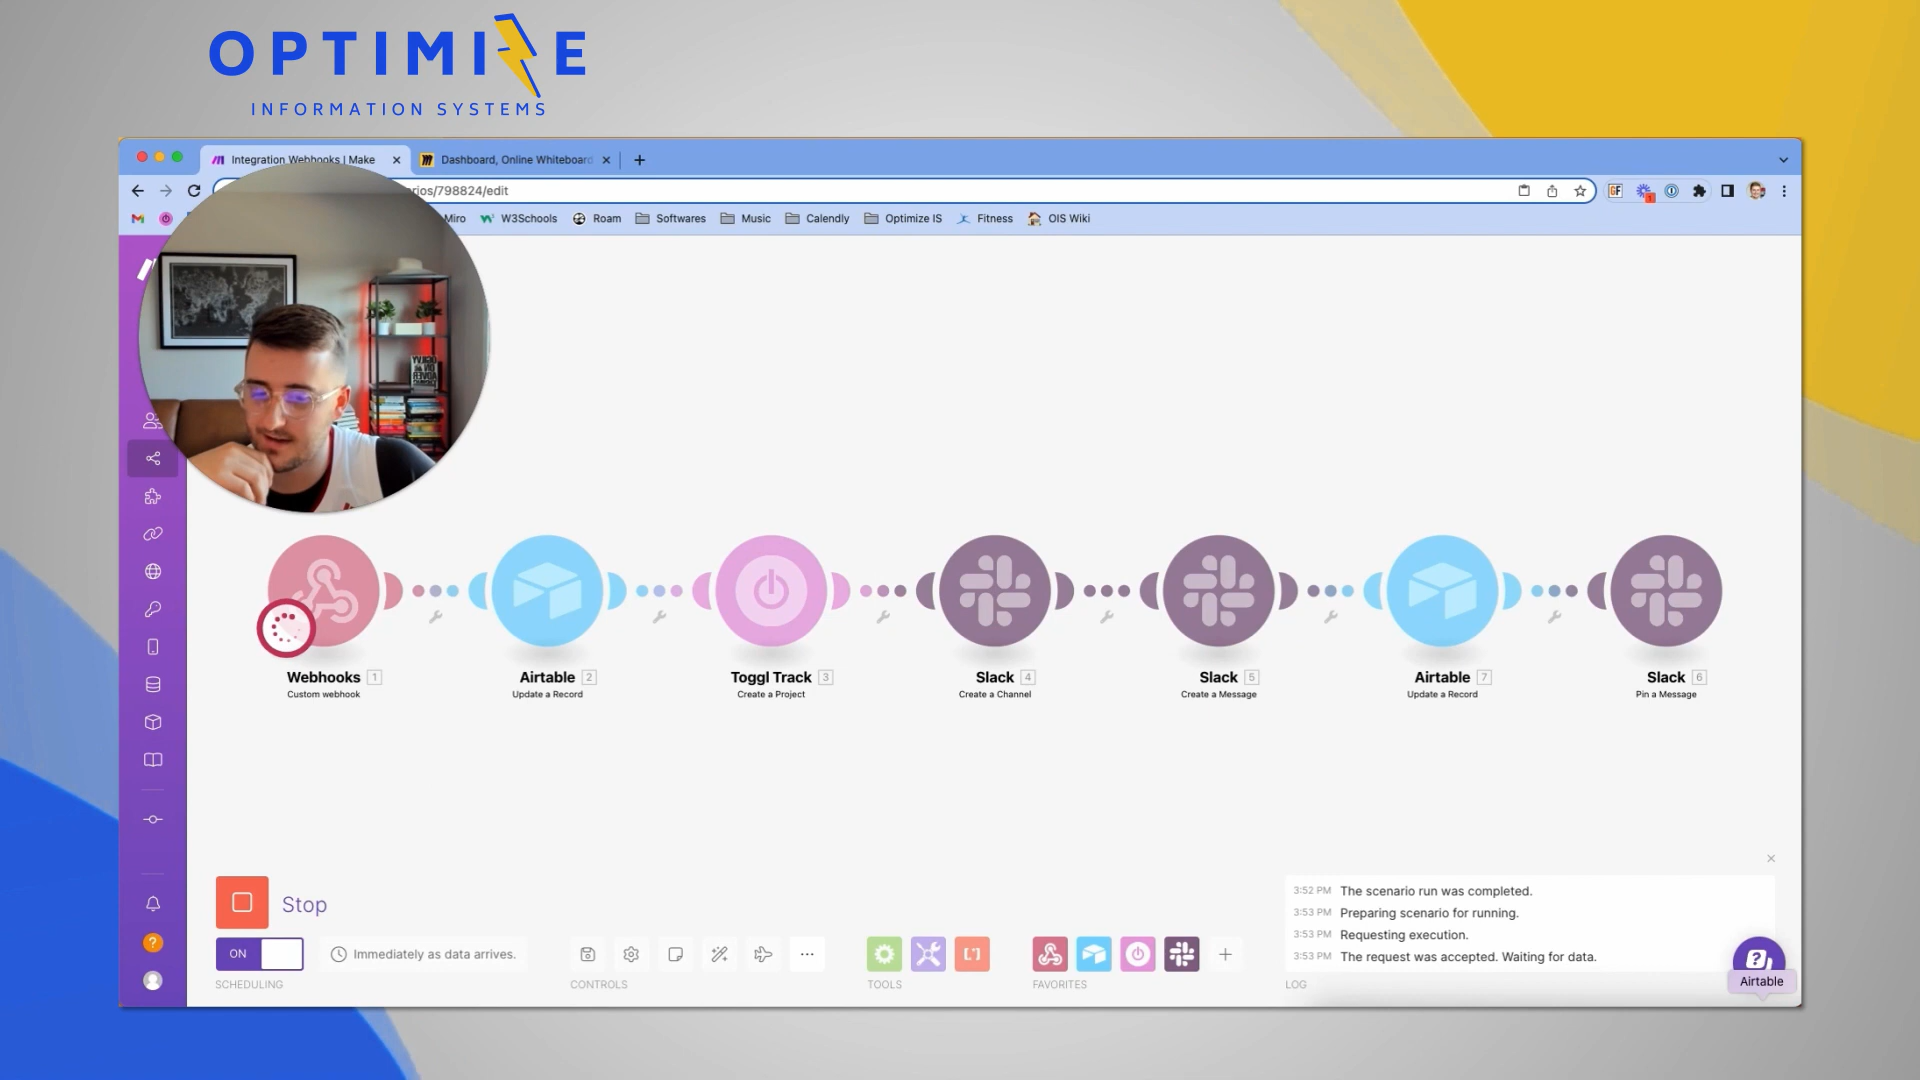 OPTIMIZE
INFORMATION SYSTEMS
Integration Webhooks | Make
Dashboard, Online Whiteboard
rios/798824/edit
Miro
W3Schools
Roam
Softwares
Music
Calendly
Optimize IS
Fitness
OIS Wiki
GF
1
Webhooks 1
Custom webhook
Airtable 2
Update a Record
Toggl Track 3
Create a Project
Slack 4
Create a Channel
Slack 5
Create a Message
Airtable 7
Update a Record
Slack 6
Pin a Message
Stop
ON
Immediately as data arrives.
SCHEDULING
CONTROLS
TOOLS
FAVORITES
3:52 PM The scenario run was completed.
3:53 PM Preparing scenario for running.
3:53 PM Requesting execution.
3:53 PM The request was accepted. Waiting for data.
LOG
Airtable